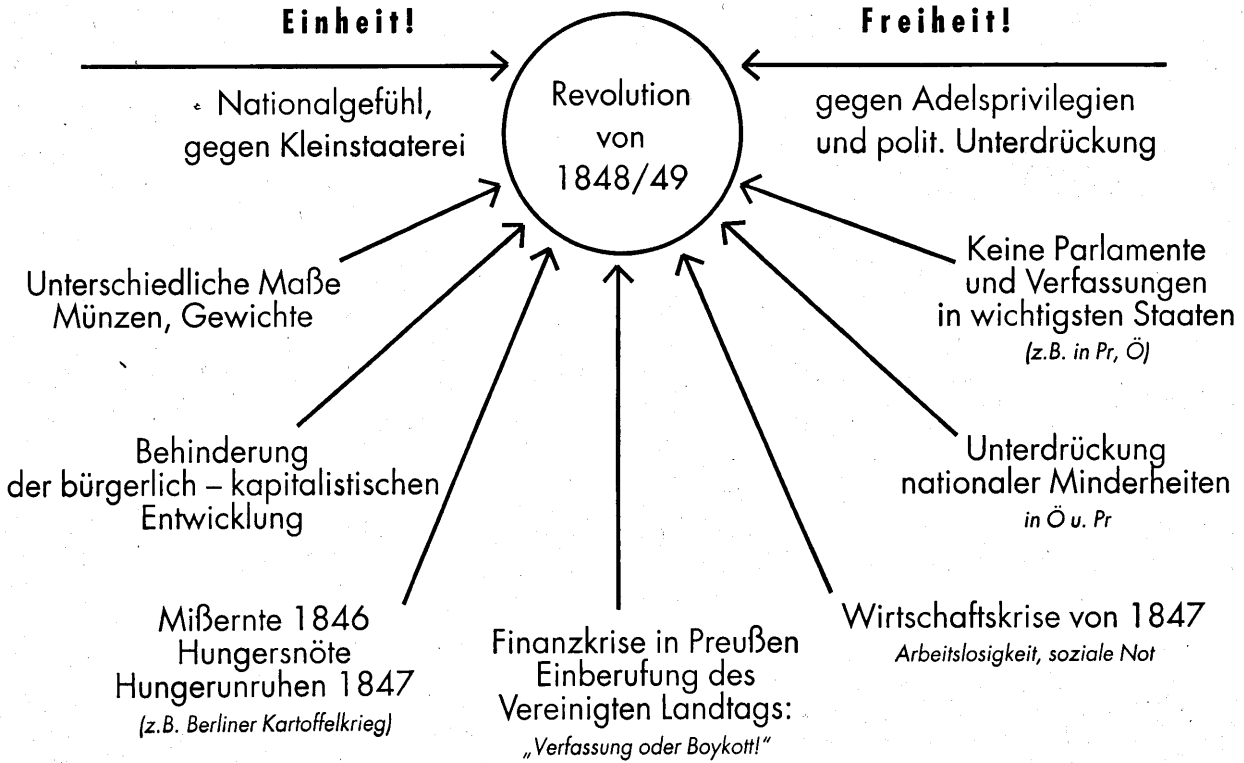 Einheit!
Freiheit!
Nationalgefühl,
gegen Kleinstaaterei
Revolution
von
1848/49
gegen Adelsprivilegien
und polit. Unterdrückung
Unterschiedliche Maße
Münzen, Gewichte
Keine Parlamente
und Verfassungen
in wichtigsten Staaten
(z.B. in Pr, Ö)
Behinderung
der bürgerlich – kapitalistischen
Entwicklung
Unterdrückung
nationaler Minderheiten
in Ö u. Pr
Mißernte 1846
Hungersnöte
Hungerunruhen 1847
(z.B. Berliner Kartoffelkrieg)
Finanzkrise in Preußen
Einberufung des
Vereinigten Landtags:
„Verfassung oder Boykott!“
Wirtschaftskrise von 1847
Arbeitslosigkeit, soziale Not